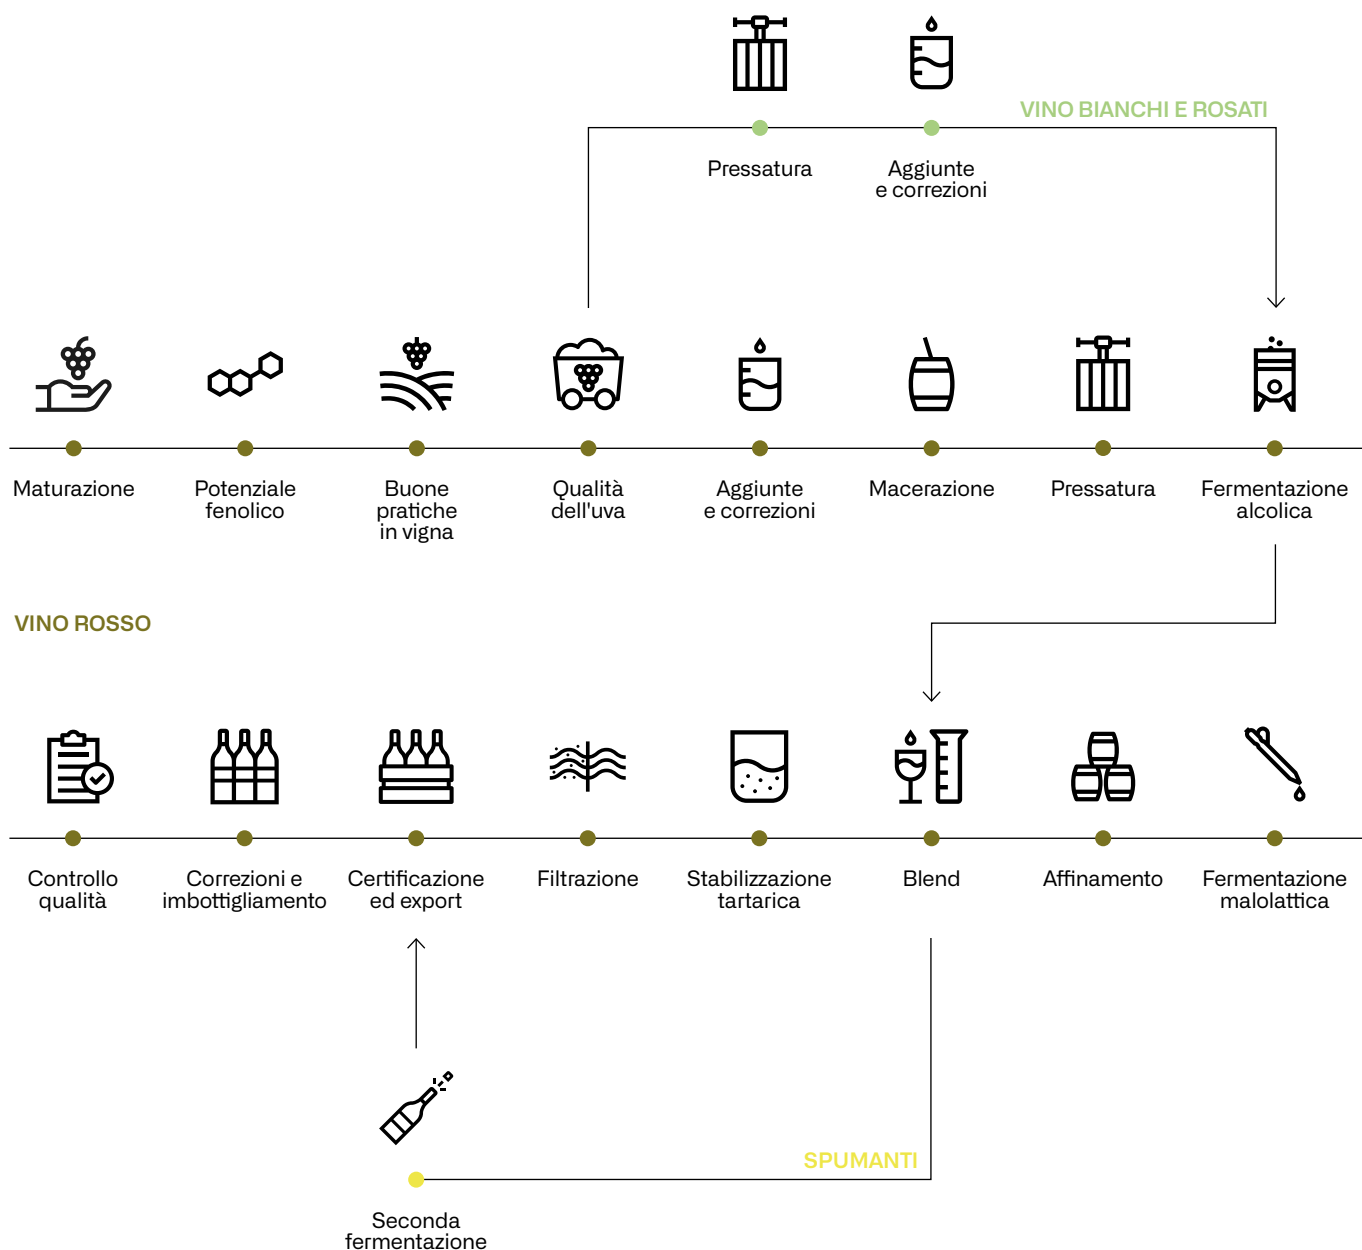 VINO BIANCHI E ROSATI
Pressatura
Aggiunte
e correzioni
Maturazione
Potenziale
fenolico
Buone
pratiche
in vigna
Qualità
dell'uva
Aggiunte
e correzioni
Macerazione
Pressatura
Fermentazione
alcolica
VINO ROSSO
Controllo
qualità
Correzioni e
imbottigliamento
Certificazione
ed export
Filtrazione
Stabilizzazione
tartarica
Blend
Affinamento
Fermentazione
malolattica
SPUMANTI
Seconda
fermentazione